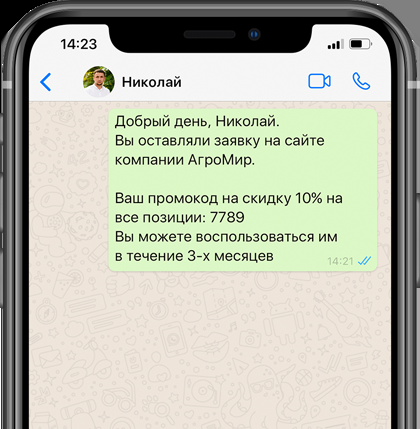 14:23
Николай
Добрый день, Николай.
Вы оставляли заявку на сайте
компании АгроМир.
Ваш промокод на скидку 10% на
все позиции: 7789
Вы можете воспользоваться им
в течение 3-х месяцев
14:21